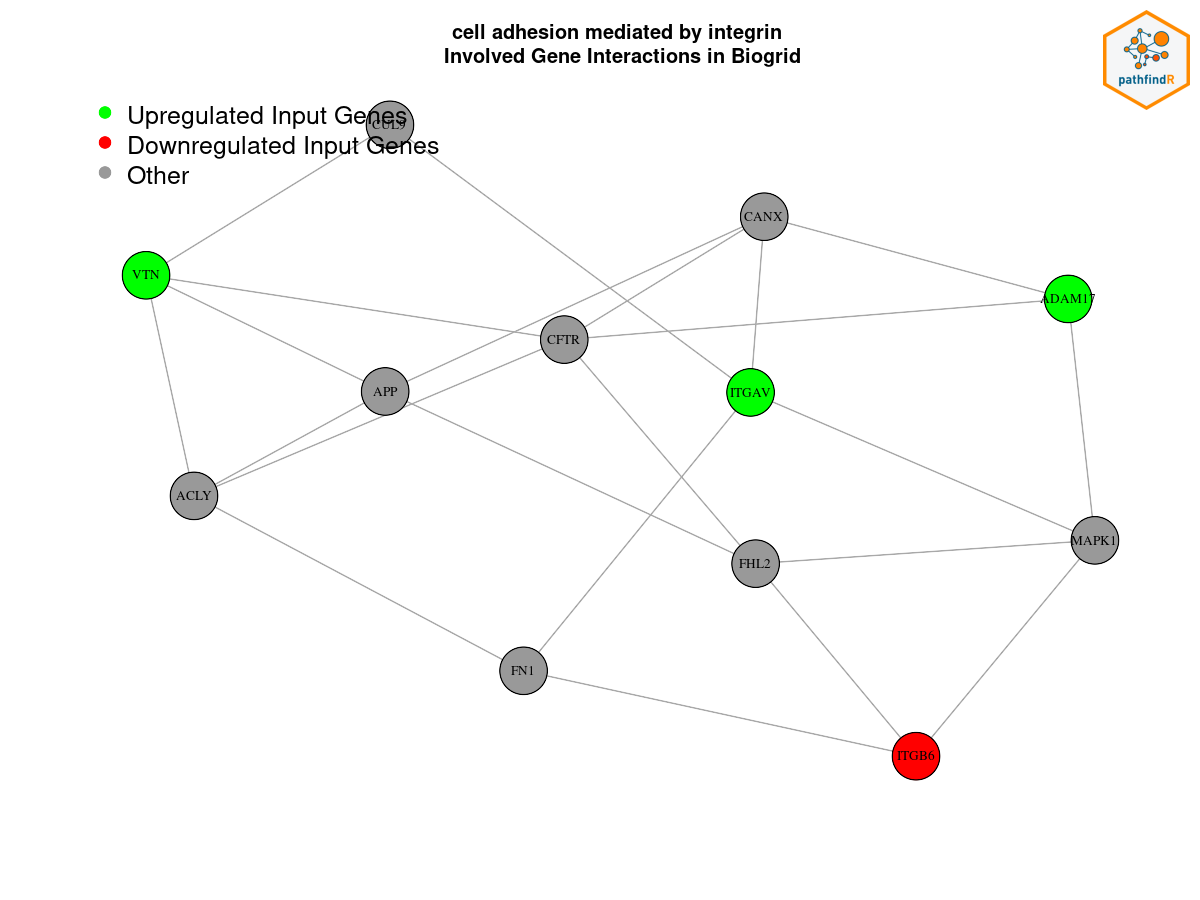 cell adhesion mediated by integrin
Involved Gene Interactions in Biogrid
pathfindR
Upregulated Input Genes
CUL9
Downregulated Input Genes
Other
CANX
VTN
ADAM17
CFTR
APP
ITGAV
ACLY
MAPK1
FHL2
FN1
ITGB6